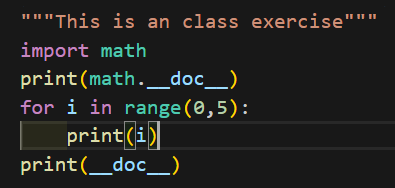 """This is an class exercise"""
import math
print(math.__doc__)
for i in range(0,5):
    print(i)
print(__doc__)